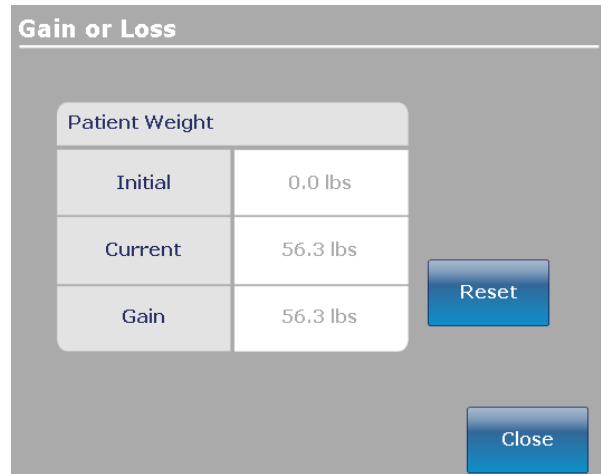 Gain or Loss
Patient Weight
Initial 0.0 lbs
Current 56.3 lbs
Gain 56.3 lbs
Reset
Close